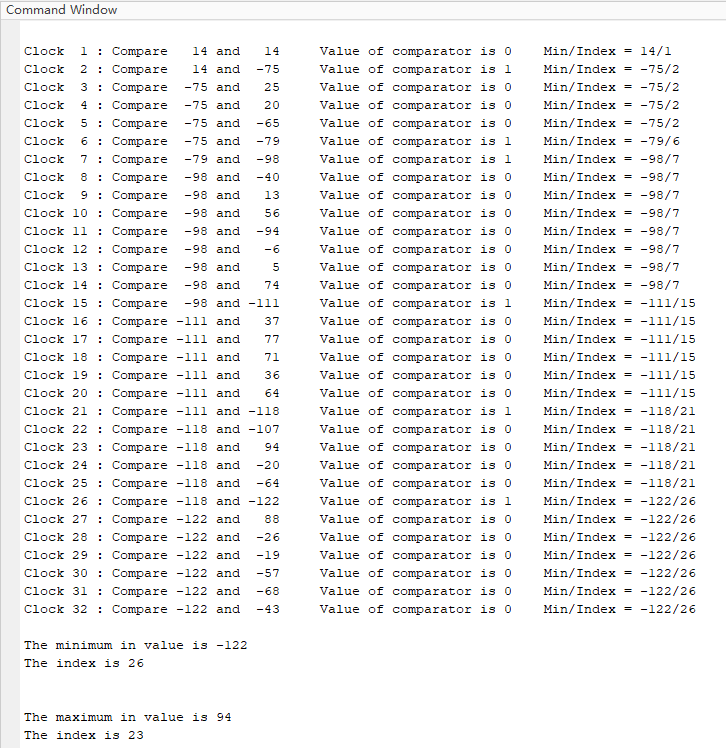 Command Window
Clock  1 : Compare   14 and   14     Value of comparator is 0    Min/Index = 14/1
Clock  2 : Compare   14 and  -75     Value of comparator is 1    Min/Index = -75/2
Clock  3 : Compare  -75 and   25     Value of comparator is 0    Min/Index = -75/2
Clock  4 : Compare  -75 and   20     Value of comparator is 0    Min/Index = -75/2
Clock  5 : Compare  -75 and  -65     Value of comparator is 0    Min/Index = -75/2
Clock  6 : Compare  -75 and  -79     Value of comparator is 1    Min/Index = -79/6
Clock  7 : Compare  -79 and  -98     Value of comparator is 1    Min/Index = -98/7
Clock  8 : Compare  -98 and  -40     Value of comparator is 0    Min/Index = -98/7
Clock  9 : Compare  -98 and   13     Value of comparator is 0    Min/Index = -98/7
Clock 10 : Compare  -98 and   56     Value of comparator is 0    Min/Index = -98/7
Clock 11 : Compare  -98 and  -94     Value of comparator is 0    Min/Index = -98/7
Clock 12 : Compare  -98 and   -6     Value of comparator is 0    Min/Index = -98/7
Clock 13 : Compare  -98 and    5     Value of comparator is 0    Min/Index = -98/7
Clock 14 : Compare  -98 and   74     Value of comparator is 0    Min/Index = -98/7
Clock 15 : Compare  -98 and -111     Value of comparator is 1    Min/Index = -111/15
Clock 16 : Compare -111 and   37     Value of comparator is 0    Min/Index = -111/15
Clock 17 : Compare -111 and   77     Value of comparator is 0    Min/Index = -111/15
Clock 18 : Compare -111 and   71     Value of comparator is 0    Min/Index = -111/15
Clock 19 : Compare -111 and   36     Value of comparator is 0    Min/Index = -111/15
Clock 20 : Compare -111 and   64     Value of comparator is 0    Min/Index = -111/15
Clock 21 : Compare -111 and -118     Value of comparator is 1    Min/Index = -118/21
Clock 22 : Compare -118 and -107     Value of comparator is 0    Min/Index = -118/21
Clock 23 : Compare -118 and   94     Value of comparator is 0    Min/Index = -118/21
Clock 24 : Compare -118 and  -20     Value of comparator is 0    Min/Index = -118/21
Clock 25 : Compare -118 and  -64     Value of comparator is 0    Min/Index = -118/21
Clock 26 : Compare -118 and -122     Value of comparator is 1    Min/Index = -122/26
Clock 27 : Compare -122 and   88     Value of comparator is 0    Min/Index = -122/26
Clock 28 : Compare -122 and  -26     Value of comparator is 0    Min/Index = -122/26
Clock 29 : Compare -122 and  -19     Value of comparator is 0    Min/Index = -122/26
Clock 30 : Compare -122 and  -57     Value of comparator is 0    Min/Index = -122/26
Clock 31 : Compare -122 and  -68     Value of comparator is 0    Min/Index = -122/26
Clock 32 : Compare -122 and  -43     Value of comparator is 0    Min/Index = -122/26
The minimum in value is -122
The index is 26
The maximum in value is 94
The index is 23